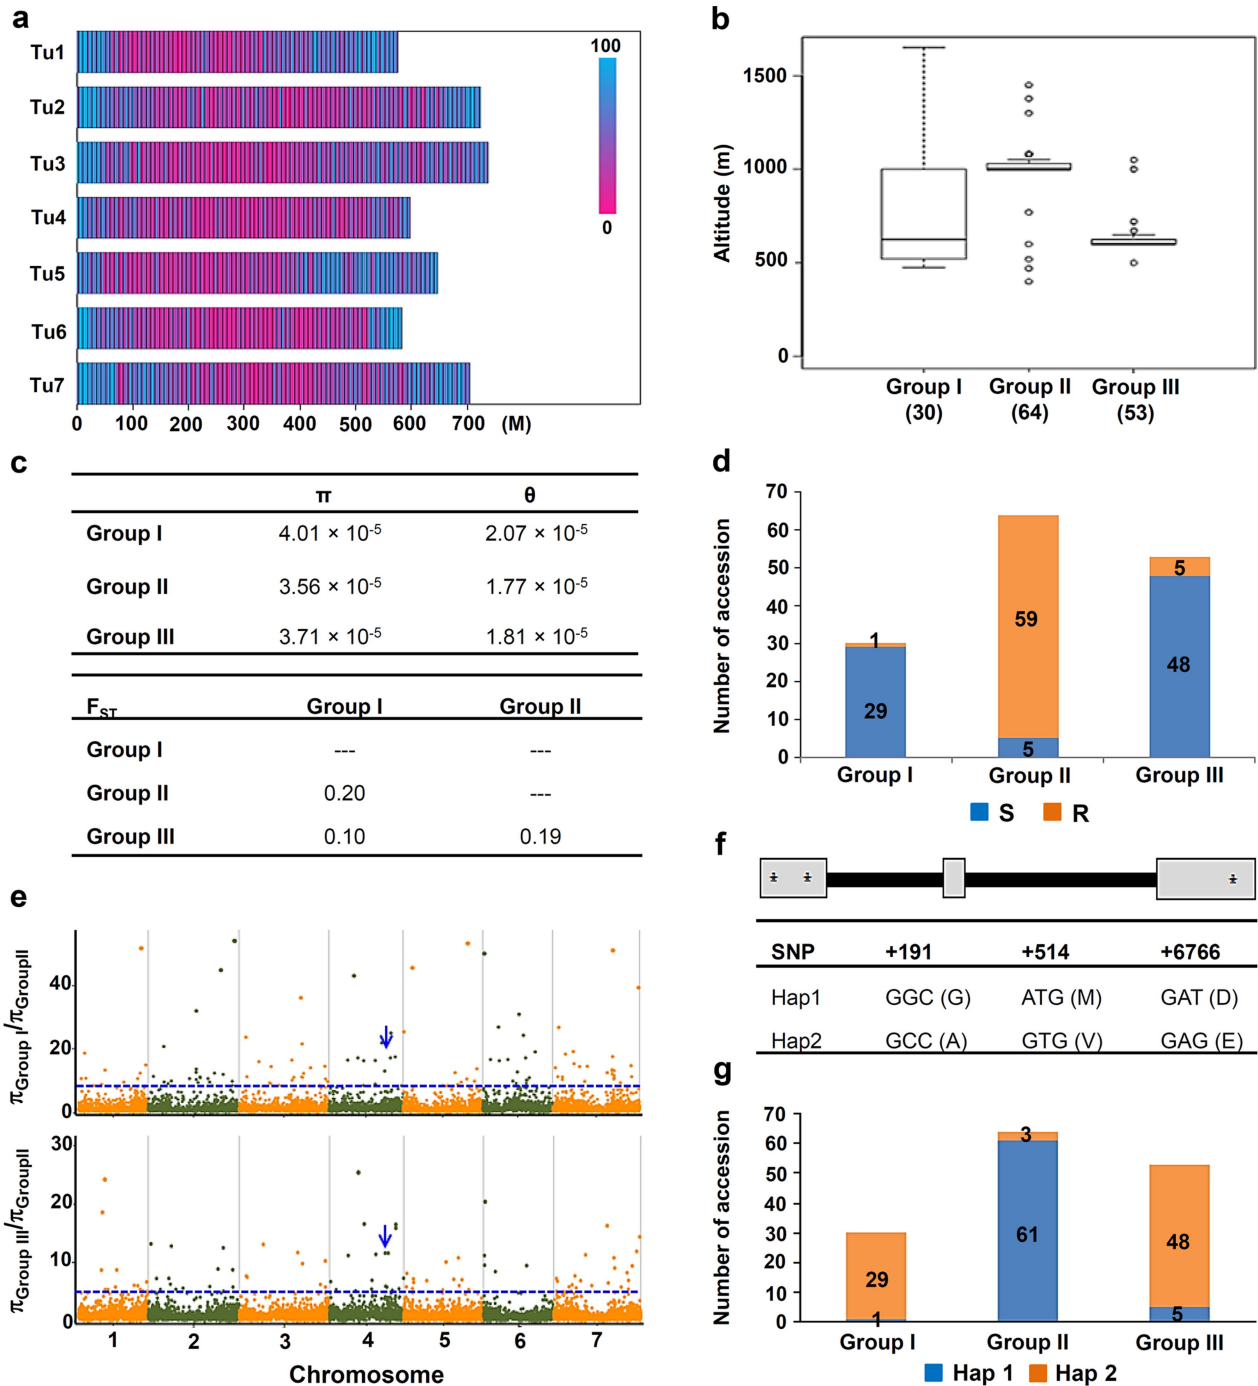 a
Tu1
Tu2
Tu3
Tu4
Tu5
Tu6
Tu7
100
0
0 100 200 300 400 500 600 700 (M)
b
Altitude (m)
1500
1000
500
0
Group I Group II Group III
(30) (64) (53)
c
π θ
Group I 4.01 × 10-5 2.07 × 10-5
Group II 3.56 × 10-5 1.77 × 10-5
Group III 3.71 × 10-5 1.81 × 10-5
FST Group I Group II
Group I --- ---
Group II 0.20 ---
Group III 0.10 0.19
d
Number of accession
70
60
50
40
30
20
10
0
1
29
59
5
5
48
Group I Group II Group III
S R
e
πGroup I/πGroupII
40
20
0
πGroup III/πGroupII
30
20
10
0
1 2 3 4 5 6 7
Chromosome
f
* * *
SNP +191 +514 +6766
Hap1 GGC (G) ATG (M) GAT (D)
Hap2 GCC (A) GTG (V) GAG (E)
g
Number of accession
70
60
50
40
30
20
10
0
29
1
3
61
48
5
Group I Group II Group III
Hap 1 Hap 2